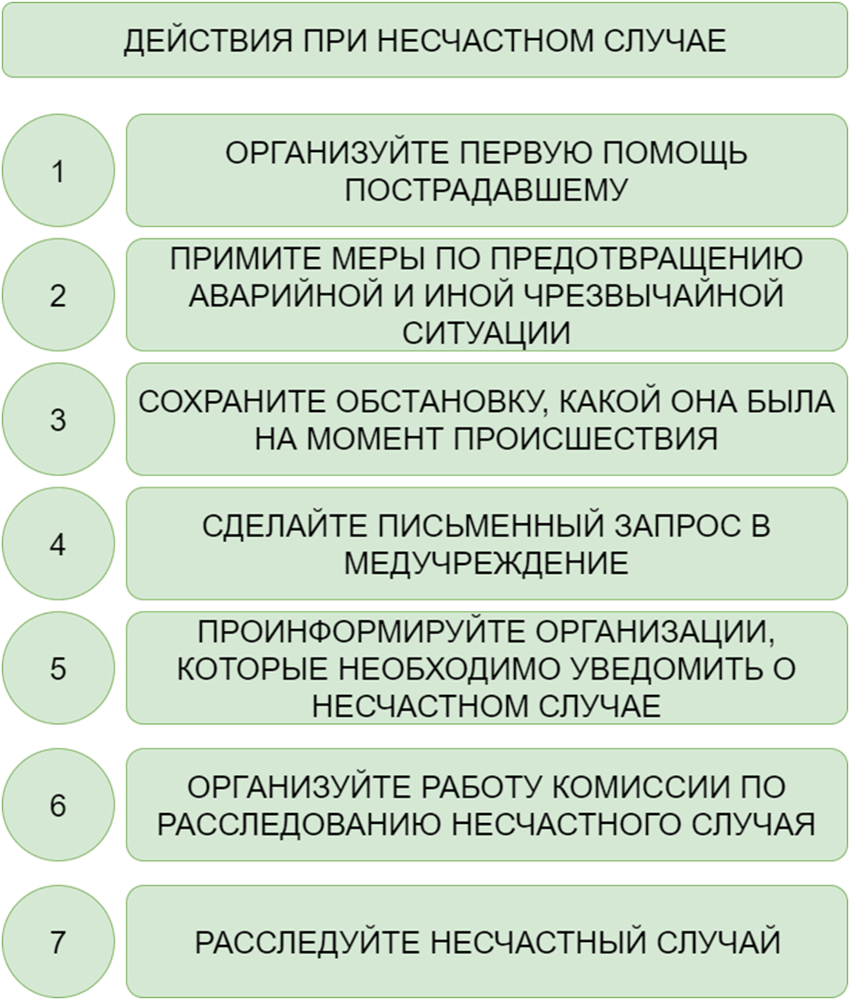 ДЕЙСТВИЯ ПРИ НЕСЧАСТНОМ СЛУЧАЕ
1
ОРГАНИЗУЙТЕ ПЕРВУЮ ПОМОЩЬ
ПОСТРАДАВШЕМУ
2
ПРИМИТЕ МЕРЫ ПО ПРЕДОТВРАЩЕНИЮ
АВАРИЙНОЙ И ИНОЙ ЧРЕЗВЫЧАЙНОЙ
СИТУАЦИИ
3
СОХРАНИТЕ ОБСТАНОВКУ, КАКОЙ ОНА БЫЛА
НА МОМЕНТ ПРОИСШЕСТВИЯ
4
СДЕЛАЙТЕ ПИСЬМЕННЫЙ ЗАПРОС В
МЕДУЧРЕЖДЕНИЕ
5
ПРОИНФОРМИРУЙТЕ ОРГАНИЗАЦИИ,
КОТОРЫЕ НЕОБХОДИМО УВЕДОМИТЬ О
НЕСЧАСТНОМ СЛУЧАЕ
6
ОРГАНИЗУЙТЕ РАБОТУ КОМИССИИ ПО
РАССЛЕДОВАНИЮ НЕСЧАСТНОГО СЛУЧАЯ
7
РАССЛЕДУЙТЕ НЕСЧАСТНЫЙ СЛУЧАЙ